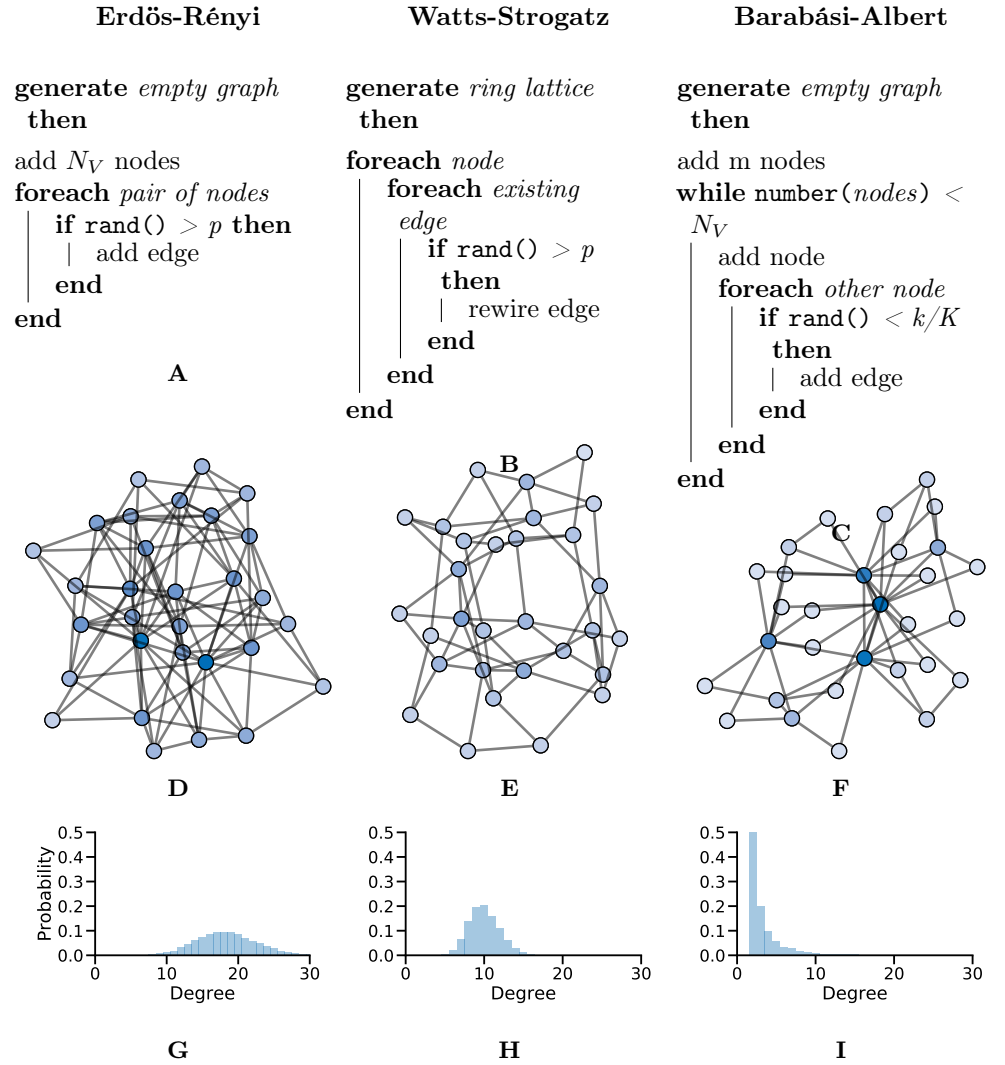 Erdös-Rényi
generate empty graph
then
add N_V nodes
foreach pair of nodes
if rand() > p then
add edge
end
end
A
Watts-Strogatz
generate ring lattice
then
foreach node
foreach existing
edge
if rand() > p
then
rewire edge
end
end
end
B
Barabási-Albert
generate empty graph
then
add m nodes
while number(nodes) <
N_V
add node
foreach other node
if rand() < k/K
then
add edge
end
end
end
C
D
E
F
Probability
0.5
0.4
0.3
0.2
0.1
0.0
0 10 20 30
Degree
G
0.5
0.4
0.3
0.2
0.1
0.0
0 10 20 30
Degree
H
0.5
0.4
0.3
0.2
0.1
0.0
0 10 20 30
Degree
I